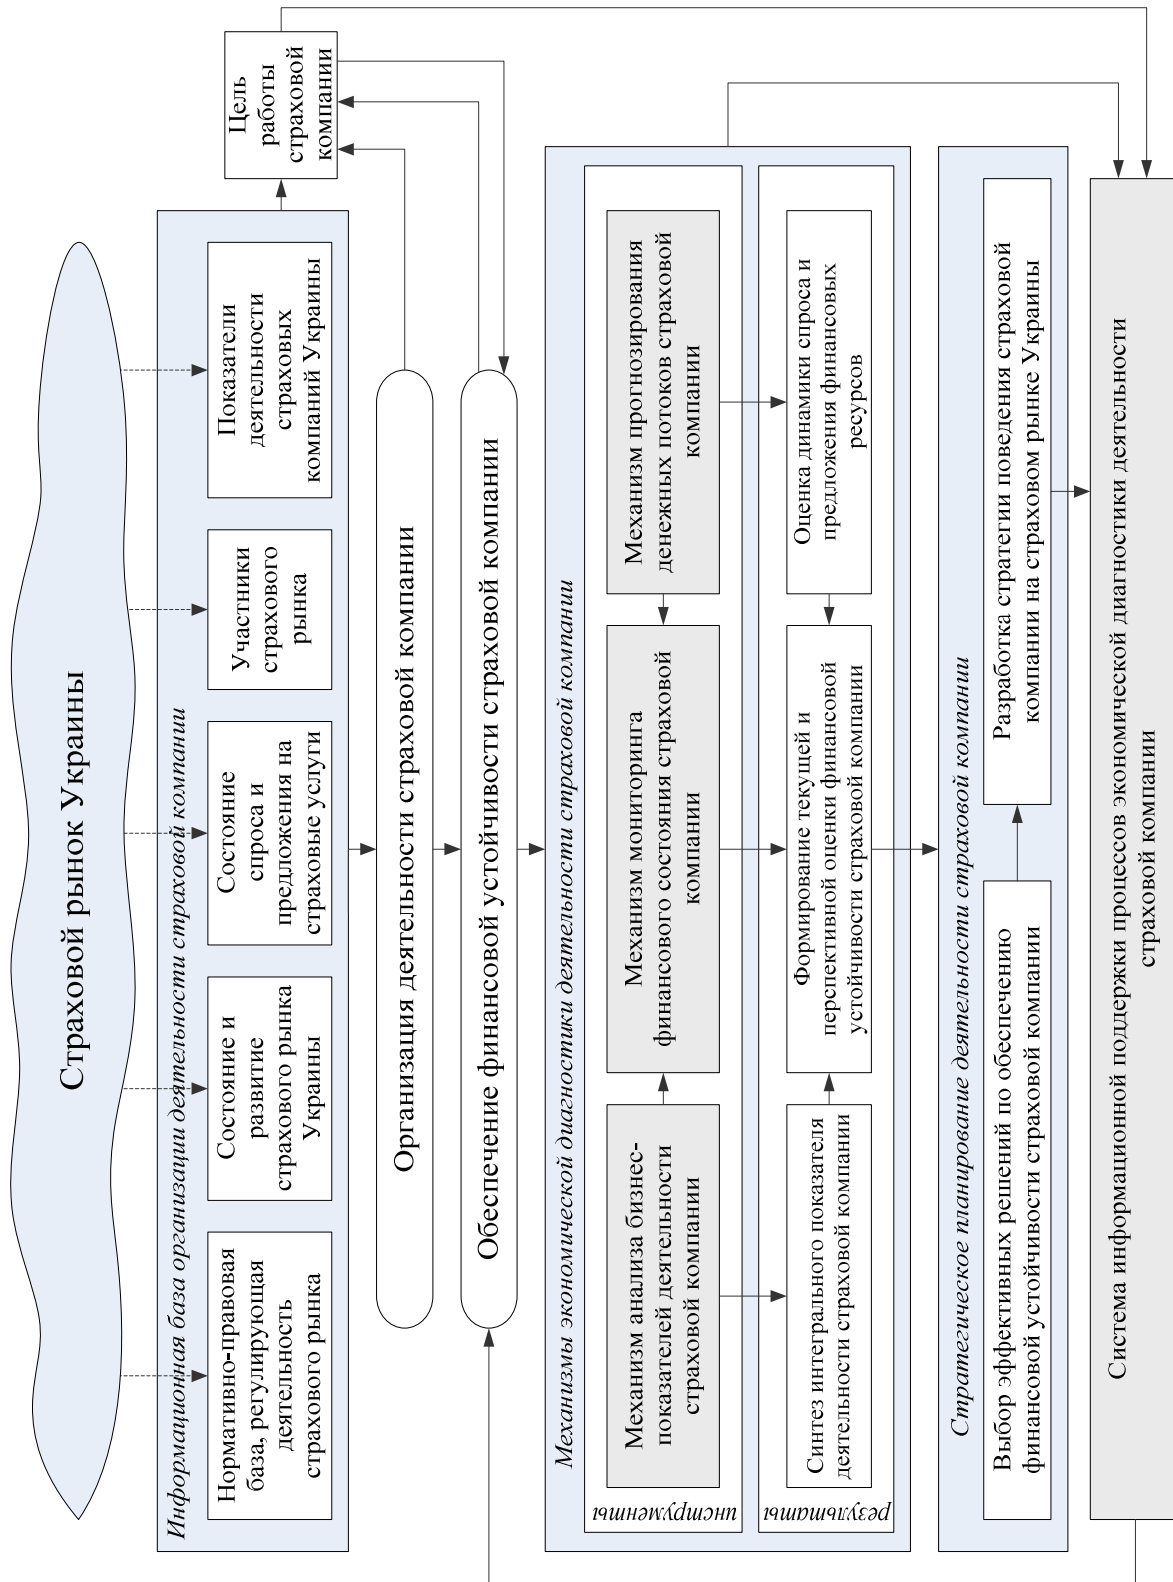 Страховой рынок Украины
Информационная база организации деятельности страховой компании
Нормативно-правовая
база, регулирующая
деятельность
страхового рынка
Состояние и
развитие
страхового рынка
Украины
Состояние
спроса и
предложения на
страховые услуги
Участники
страхового
рынка
Показатели
деятельности
страховых
компаний Украины
Цель
работы
страховой
компании
Организация деятельности страховой компании
Обеспечение финансовой устойчивости страховой компании
Механизмы экономической диагностики деятельности страховой компании
инструменты
Механизм анализа бизнес-
показателей деятельности
страховой компании
Механизм мониторинга
финансового состояния страховой
компании
Механизм прогнозирования
денежных потоков страховой
компании
результаты
Синтез интегрального показателя
деятельности страховой компании
Формирование текущей и
перспективной оценки финансовой
устойчивости страховой компании
Оценка динамики спроса и
предложения финансовых
ресурсов
Стратегическое планирование деятельности страховой компании
Выбор эффективных решений по обеспечению
финансовой устойчивости страховой компании
Разработка стратегии поведения страховой
компании на страховом рынке Украины
Система информационной поддержки процессов экономической диагностики деятельности
страховой компании